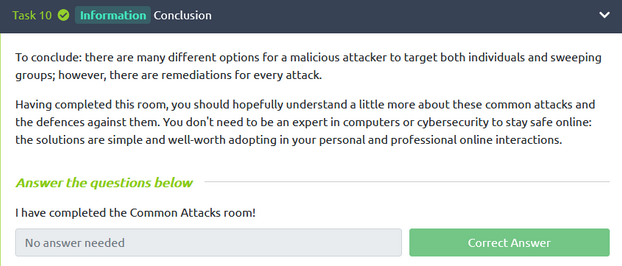 Task 10 Information Conclusion
To conclude: there are many different options for a malicious attacker to target both individuals and sweeping
groups; however, there are remediations for every attack.
Having completed this room, you should hopefully understand a little more about these common attacks and
the defences against them. You don't need to be an expert in computers or cybersecurity to stay safe online:
the solutions are simple and well-worth adopting in your personal and professional online interactions.
Answer the questions below
I have completed the Common Attacks room!
No answer needed
Correct Answer